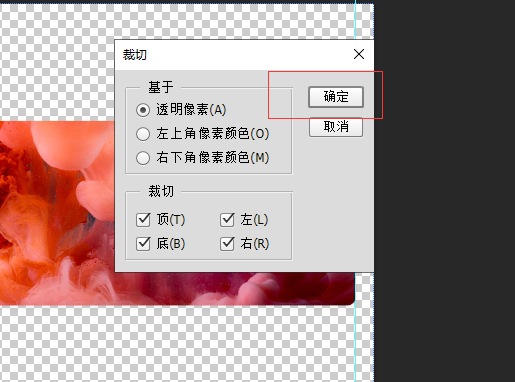 裁切
基于
透明像素(A)
左上角像素颜色(O)
右下角像素颜色(M)
确定
取消
裁切
顶(T)
左(L)
底(B)
右(R)